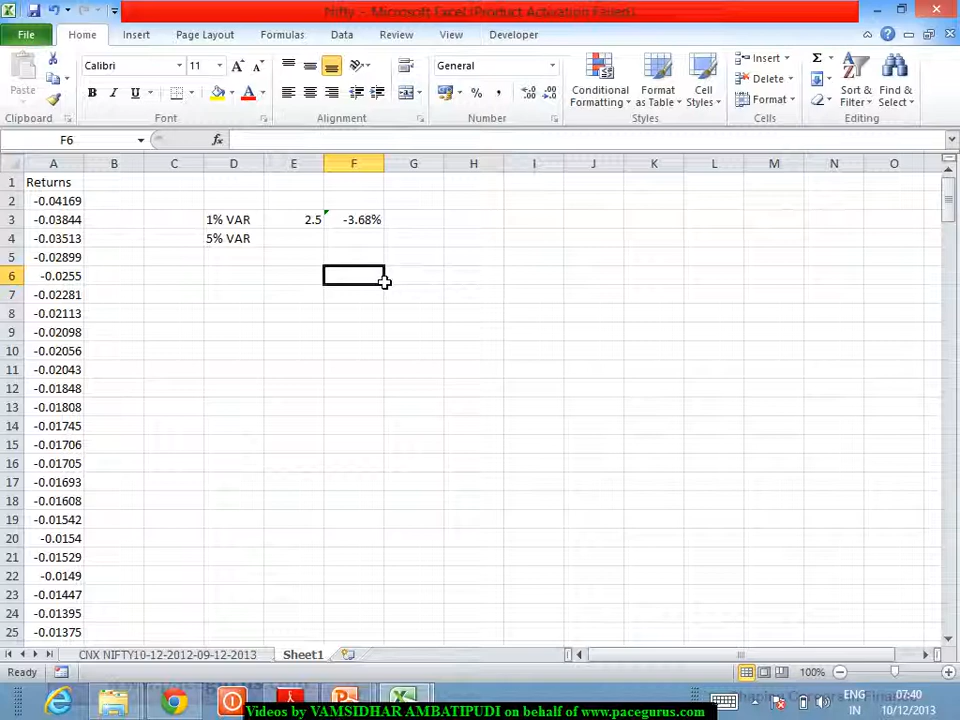 Nifty - Microsoft Excel (Product Activation Failed)
File Home Insert Page Layout Formulas Data Review View Developer
Paste
Calibri 11
B I U A
General
% ,
Conditional Formatting
Format as Table
Cell Styles
Insert
Delete
Format
Σ
Sort & Filter
Find & Select
Clipboard Font Alignment Number Styles Cells Editing
F6 fx
A B C D E F G H I J K L M N O
1 Returns
2 -0.04169
3 -0.03844 1% VAR 2.5 -3.68%
4 -0.03513 5% VAR
5 -0.02899
6 -0.0255
7 -0.02281
8 -0.02113
9 -0.02098
10 -0.02056
11 -0.02043
12 -0.01848
13 -0.01808
14 -0.01745
15 -0.01706
16 -0.01705
17 -0.01693
18 -0.01608
19 -0.01542
20 -0.0154
21 -0.01529
22 -0.0149
23 -0.01447
24 -0.01395
25 -0.01375
CNX NIFTY10-12-2012-09-12-2013 Sheet1
Ready 100%
www.pacegurus.com
ENG 07:40
IN 10/12/2013
Videos by VAMSIDHAR AMBATIPUDI on behalf of www.pacegurus.com